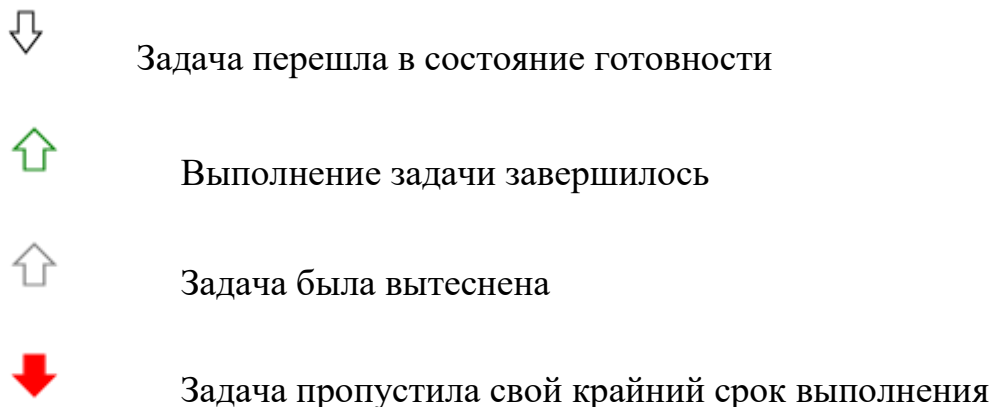 Задача перешла в состояние готовности
Выполнение задачи завершилось
Задача была вытеснена
Задача пропустила свой крайний срок выполнения